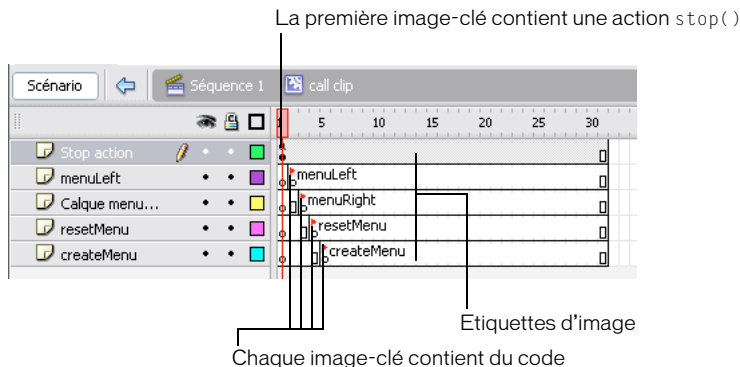 La première image-clé contient une action stop()
Scénario Séquence 1 call clip
1 5 10 15 20 25 30
Stop action
menuLeft menuLeft
Calque menu... menuRight
resetMenu resetMenu
createMenu createMenu
Etiquettes d'image
Chaque image-clé contient du code